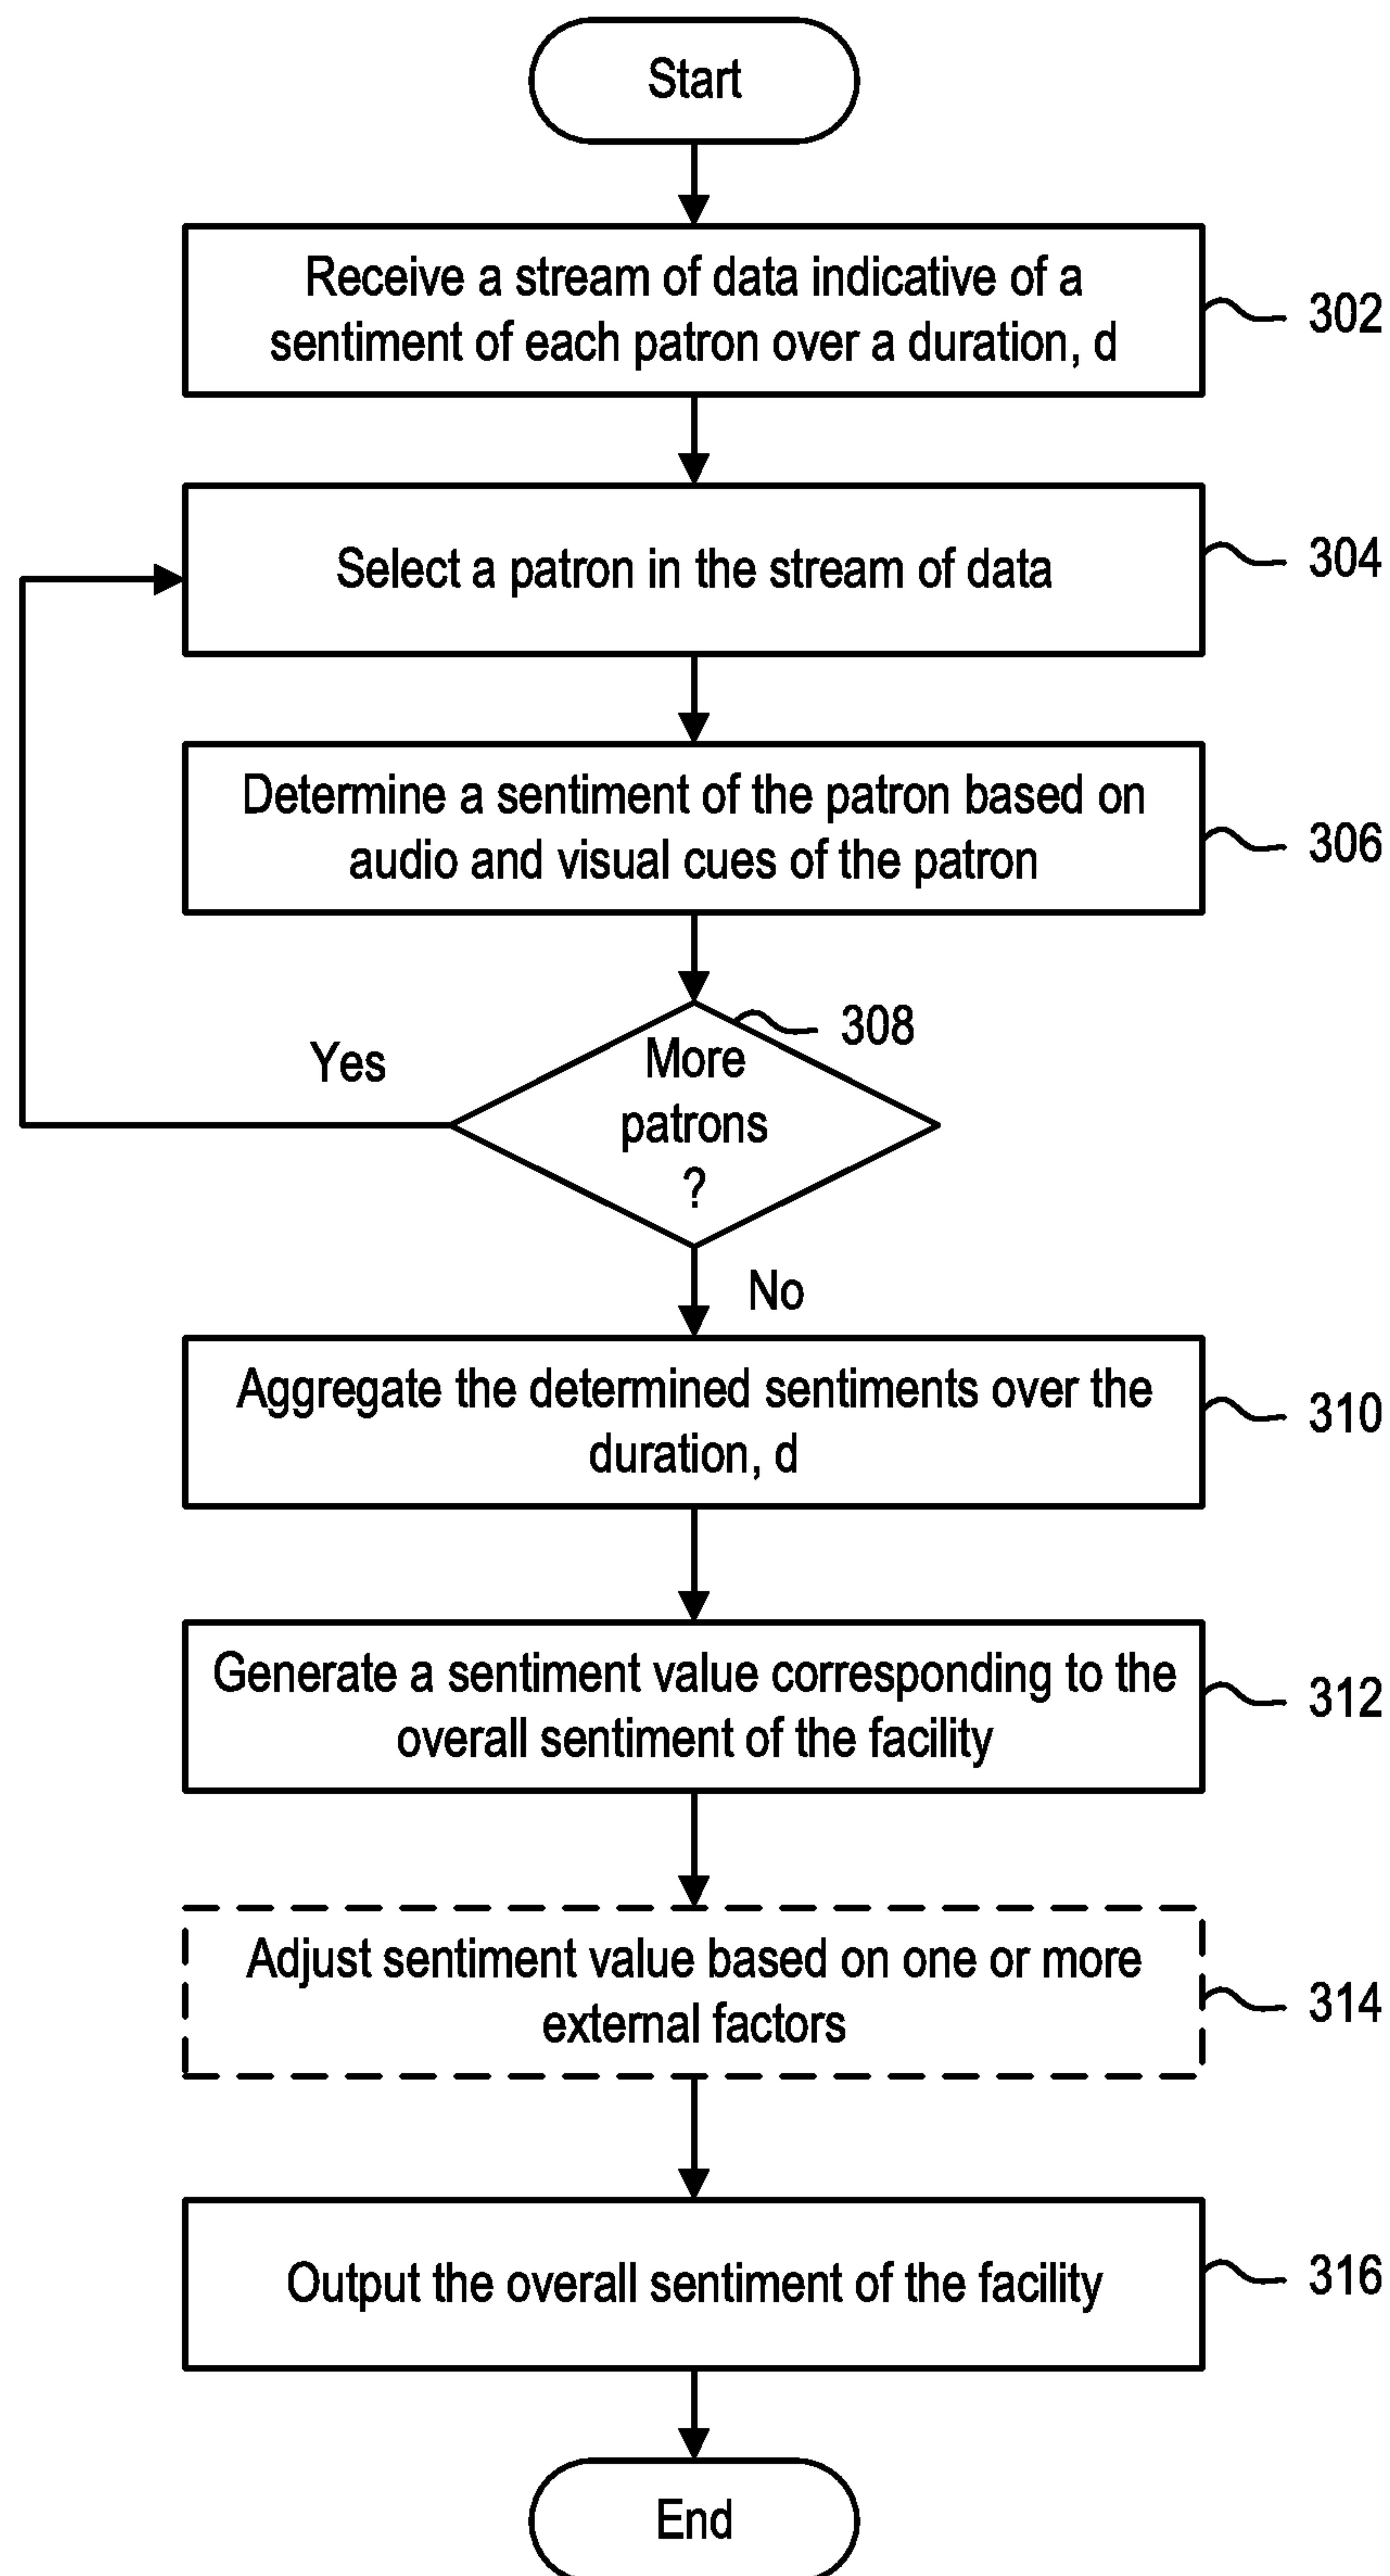 Start
Receive a stream of data indicative of a
sentiment of each patron over a duration, d
302
Select a patron in the stream of data
304
Determine a sentiment of the patron based on
audio and visual cues of the patron
306
308
More
patrons
?
Yes
No
Aggregate the determined sentiments over the
duration, d
310
Generate a sentiment value corresponding to the
overall sentiment of the facility
312
Adjust sentiment value based on one or more
external factors
314
Output the overall sentiment of the facility
316
End